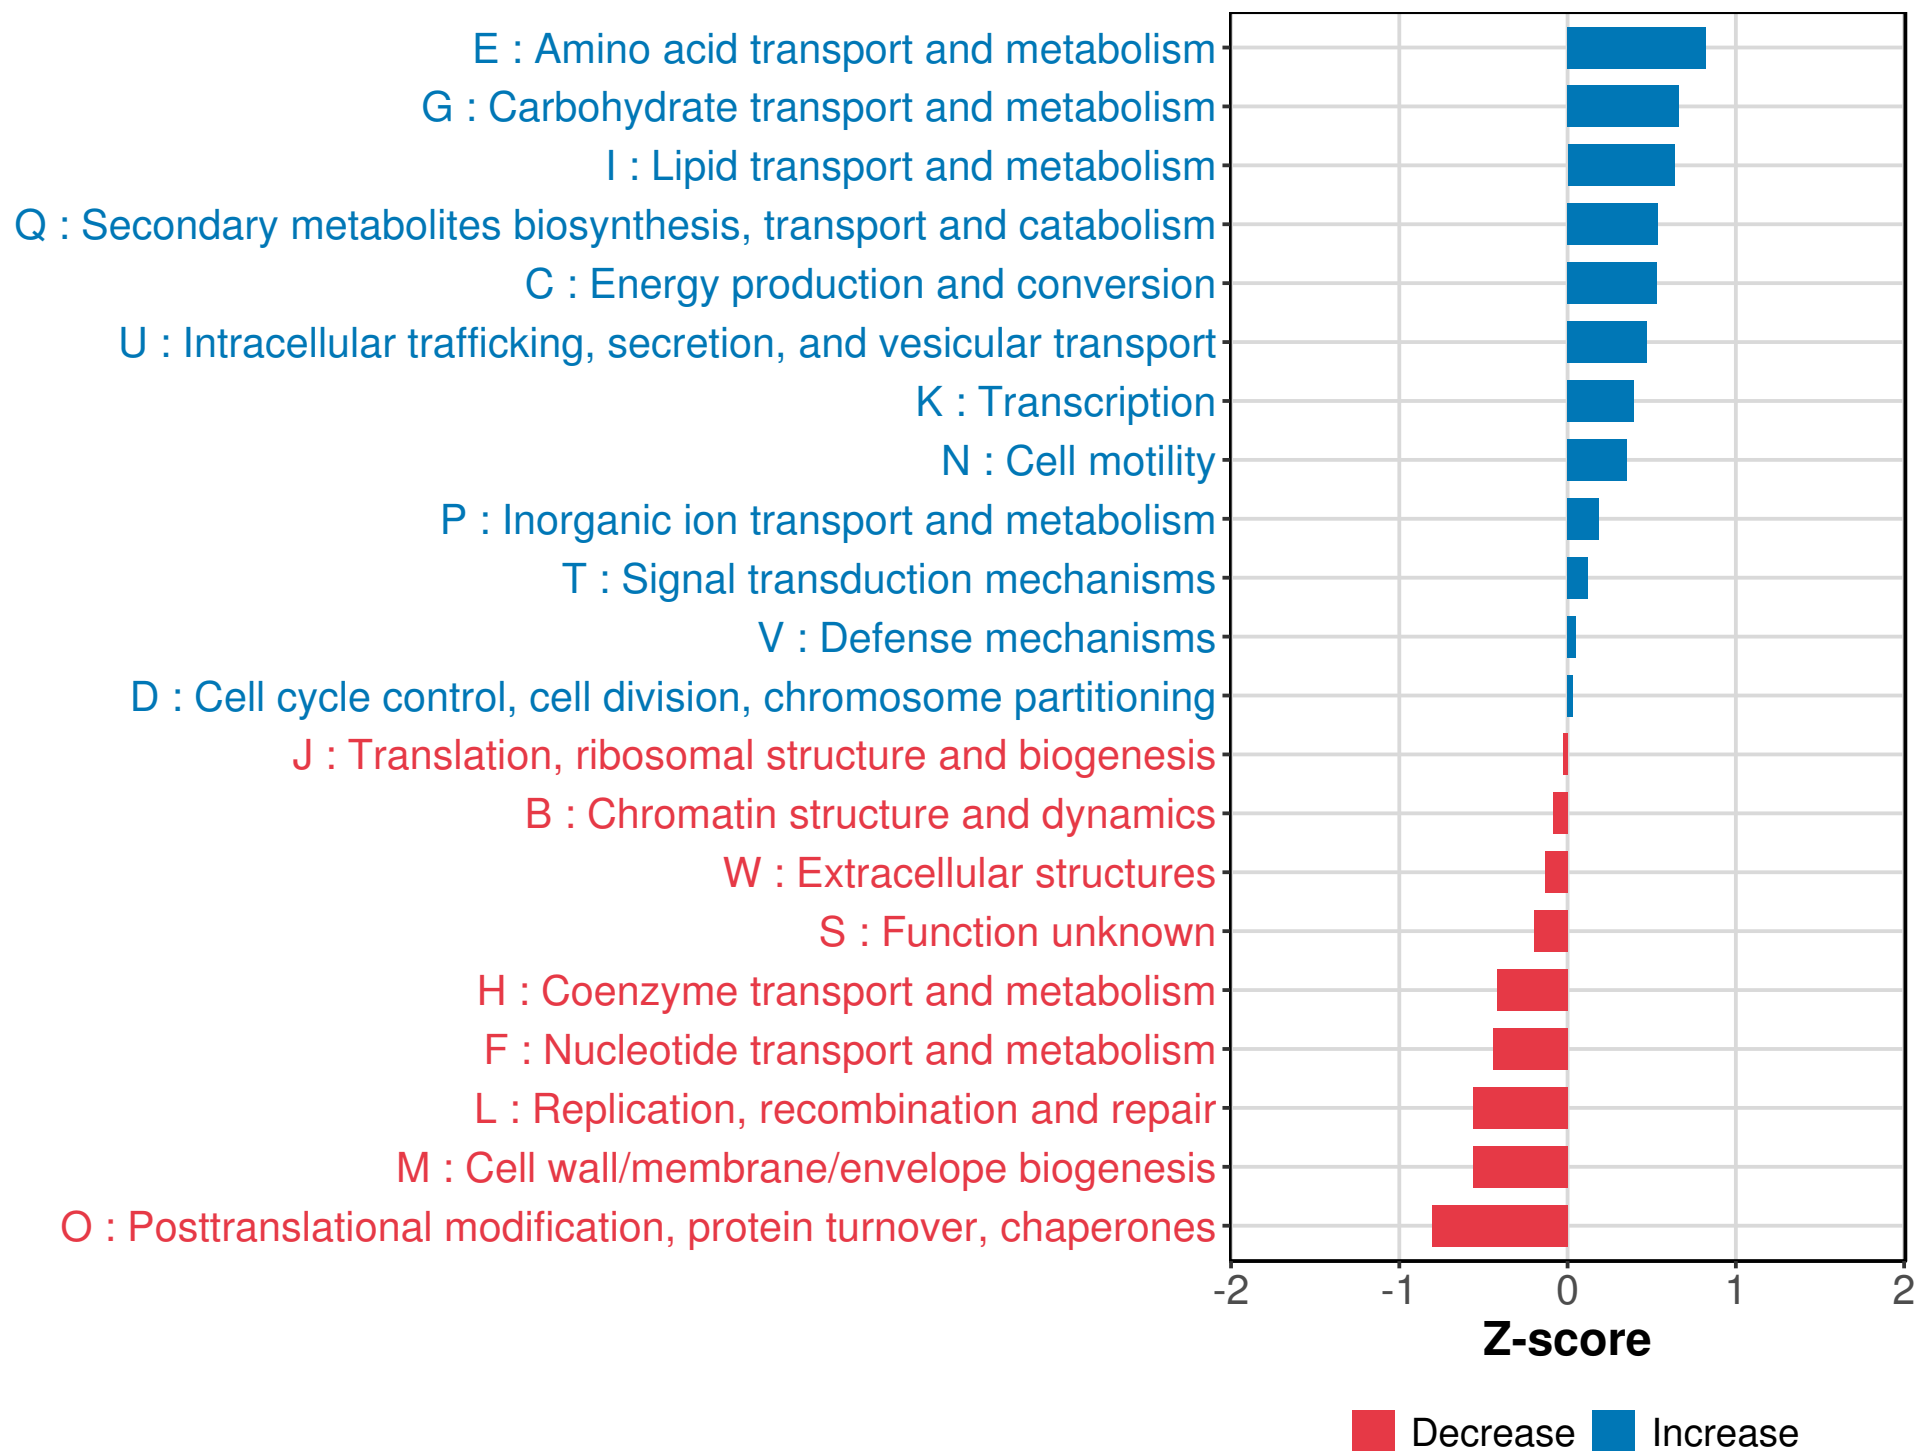 E : Amino acid transport and metabolism
G : Carbohydrate transport and metabolism
I : Lipid transport and metabolism
Q : Secondary metabolites biosynthesis, transport and catabolism
C : Energy production and conversion
U : Intracellular trafficking, secretion, and vesicular transport
K : Transcription
N : Cell motility
P : Inorganic ion transport and metabolism
T : Signal transduction mechanisms
V : Defense mechanisms
D : Cell cycle control, cell division, chromosome partitioning
J : Translation, ribosomal structure and biogenesis
B : Chromatin structure and dynamics
W : Extracellular structures
S : Function unknown
H : Coenzyme transport and metabolism
F : Nucleotide transport and metabolism
L : Replication, recombination and repair
M : Cell wall/membrane/envelope biogenesis
O : Posttranslational modification, protein turnover, chaperones
-2 -1 0 1 2
Z-score
Decrease Increase